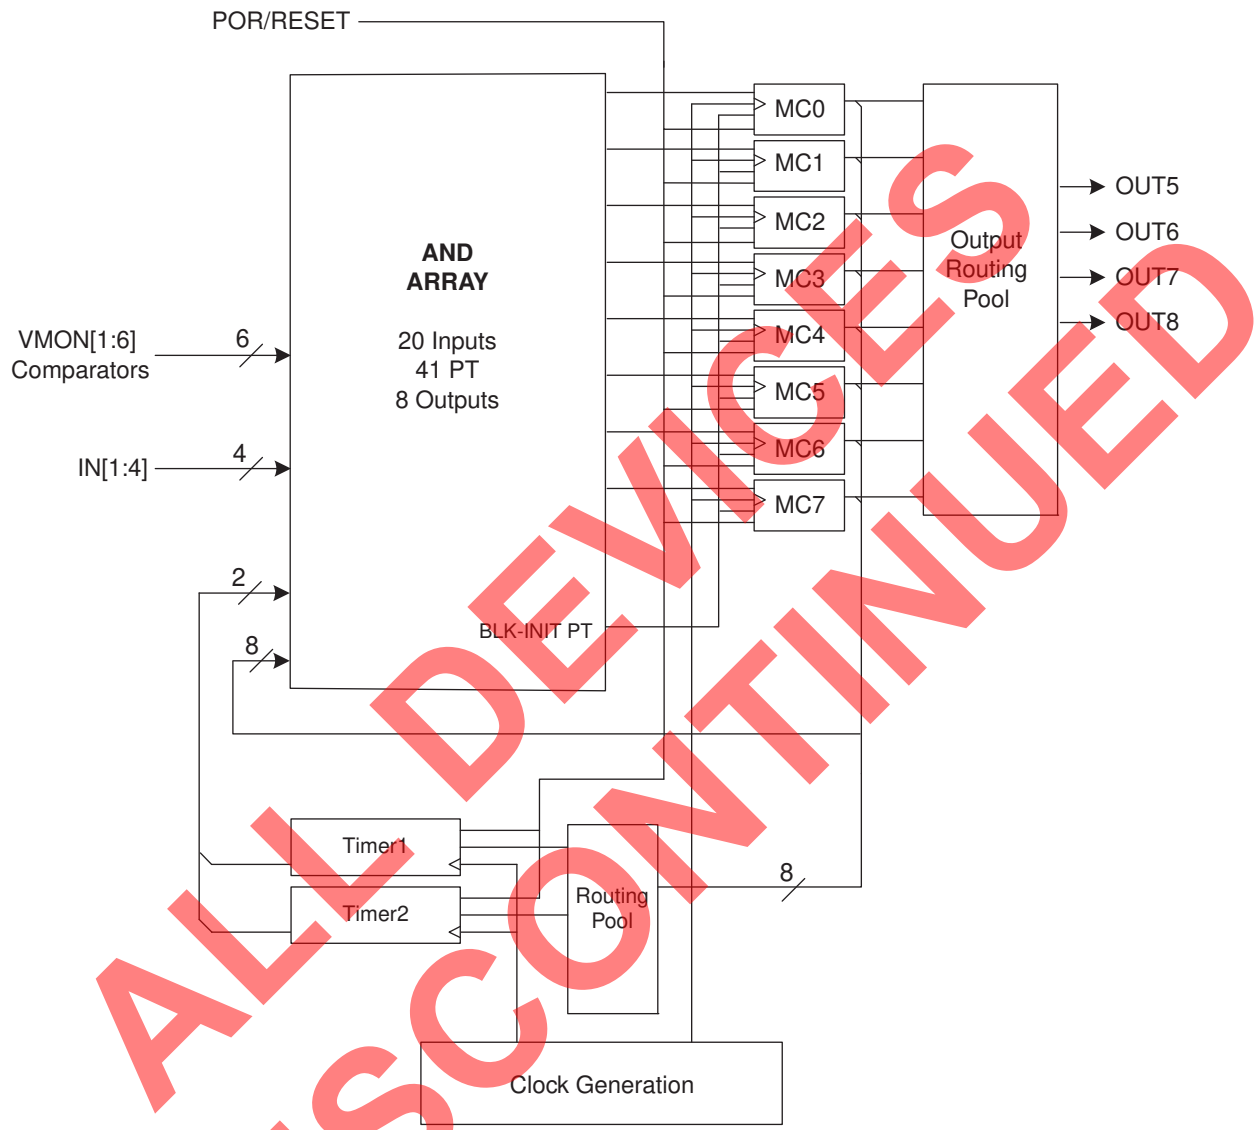 POR/RESET
AND
ARRAY
20 Inputs
41 PT
8 Outputs
VMON[1:6]
Comparators
6
IN[1:4]
4
2
8
BLK-INIT PT
MC0
MC1
MC2
MC3
MC4
MC5
MC6
MC7
Output
Routing
Pool
OUT5
OUT6
OUT7
OUT8
Timer1
Timer2
Routing
Pool
8
Clock Generation
ALL DEVICES
SCONTINUED